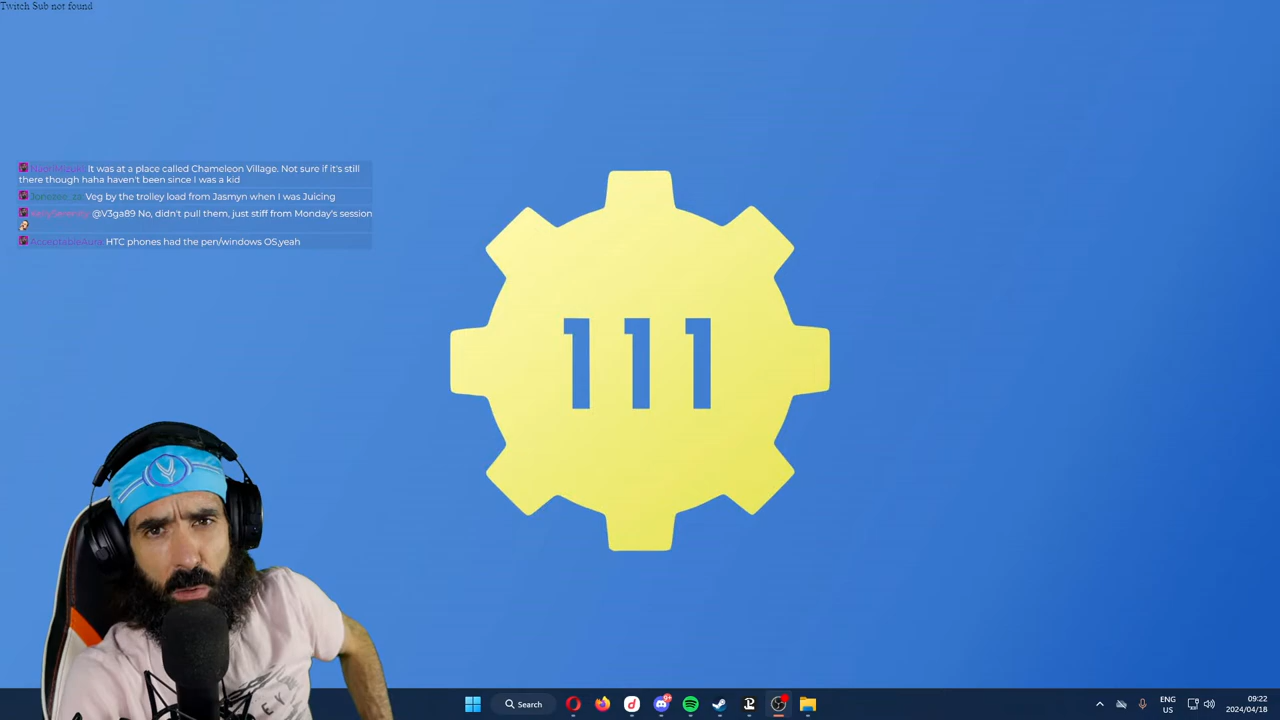 Twitch Sub not found
It was at a place called Chameleon Village. Not sure if it's still
there though haha haven't been since I was a kid
Jonezee_za: Veg by the trolley load from Jasmyn when I was Juicing
@V3ga89 No, didn't pull them, just stiff from Monday's session
AcceptableAura: HTC phones had the pen/windows OS,yeah
111
Search
ENG
US
09:22
2024/04/18